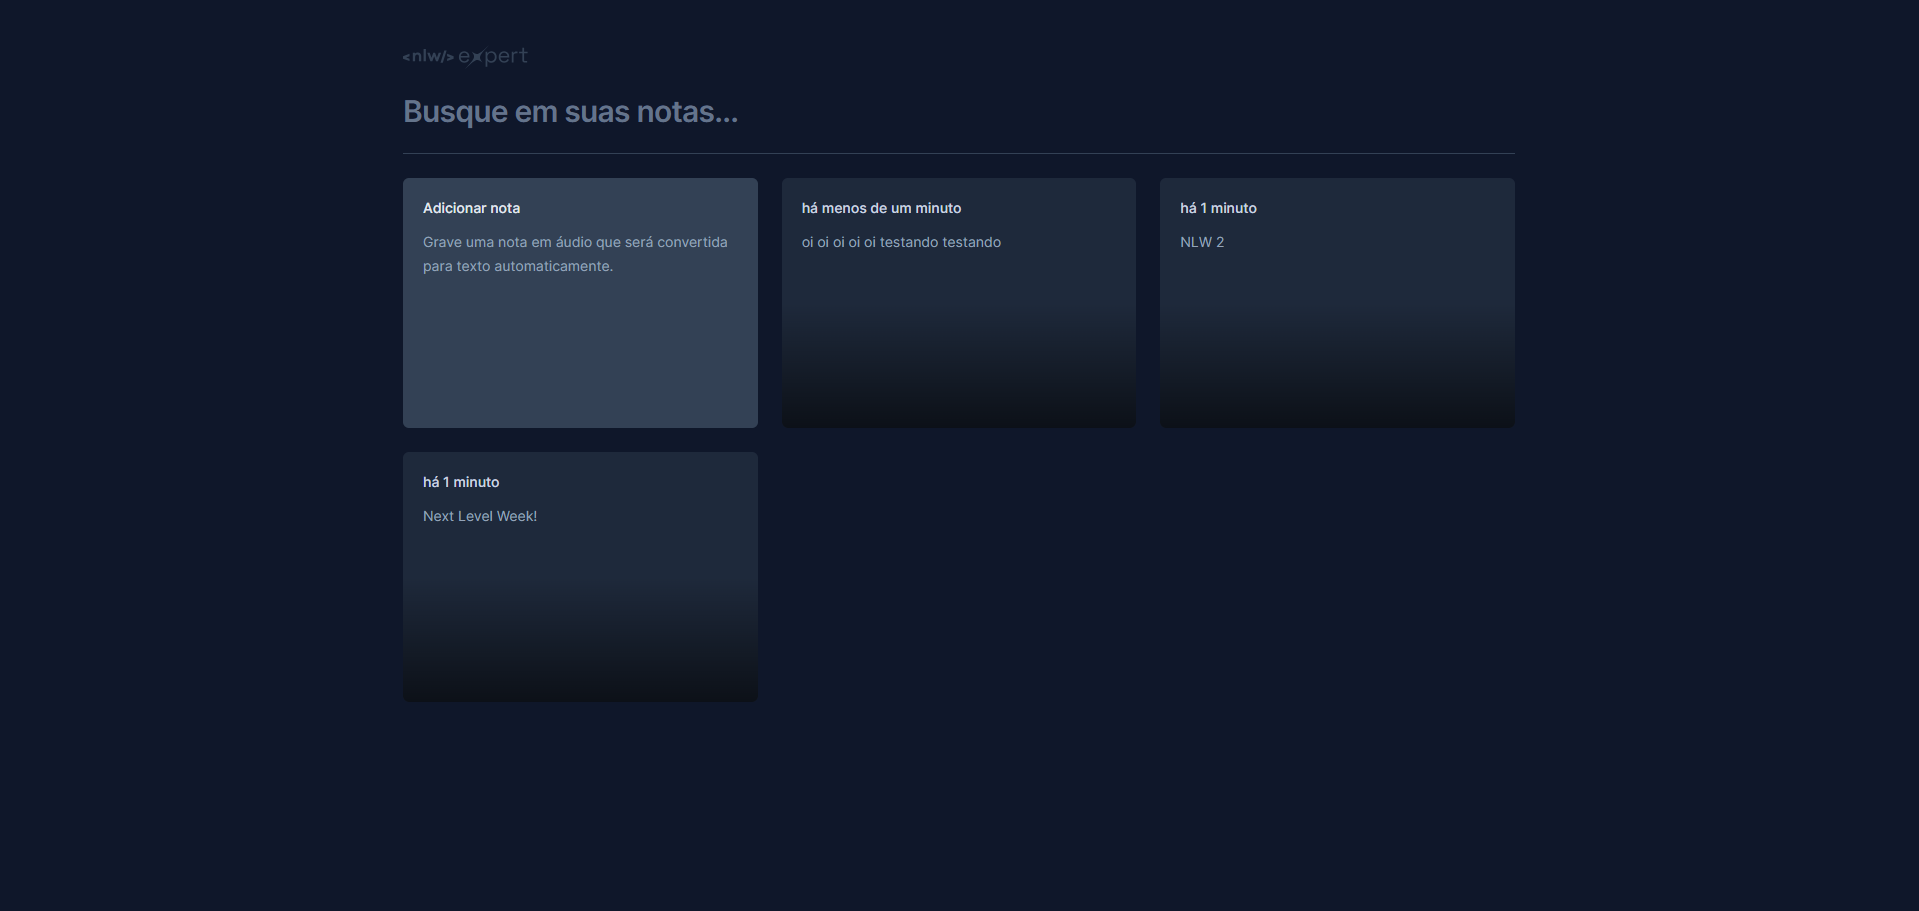 <nlw/> expert
Busque em suas notas...
Adicionar nota
Grave uma nota em áudio que será convertida
para texto automaticamente.
há menos de um minuto
oi oi oi oi oi testando testando
há 1 minuto
NLW 2
há 1 minuto
Next Level Week!